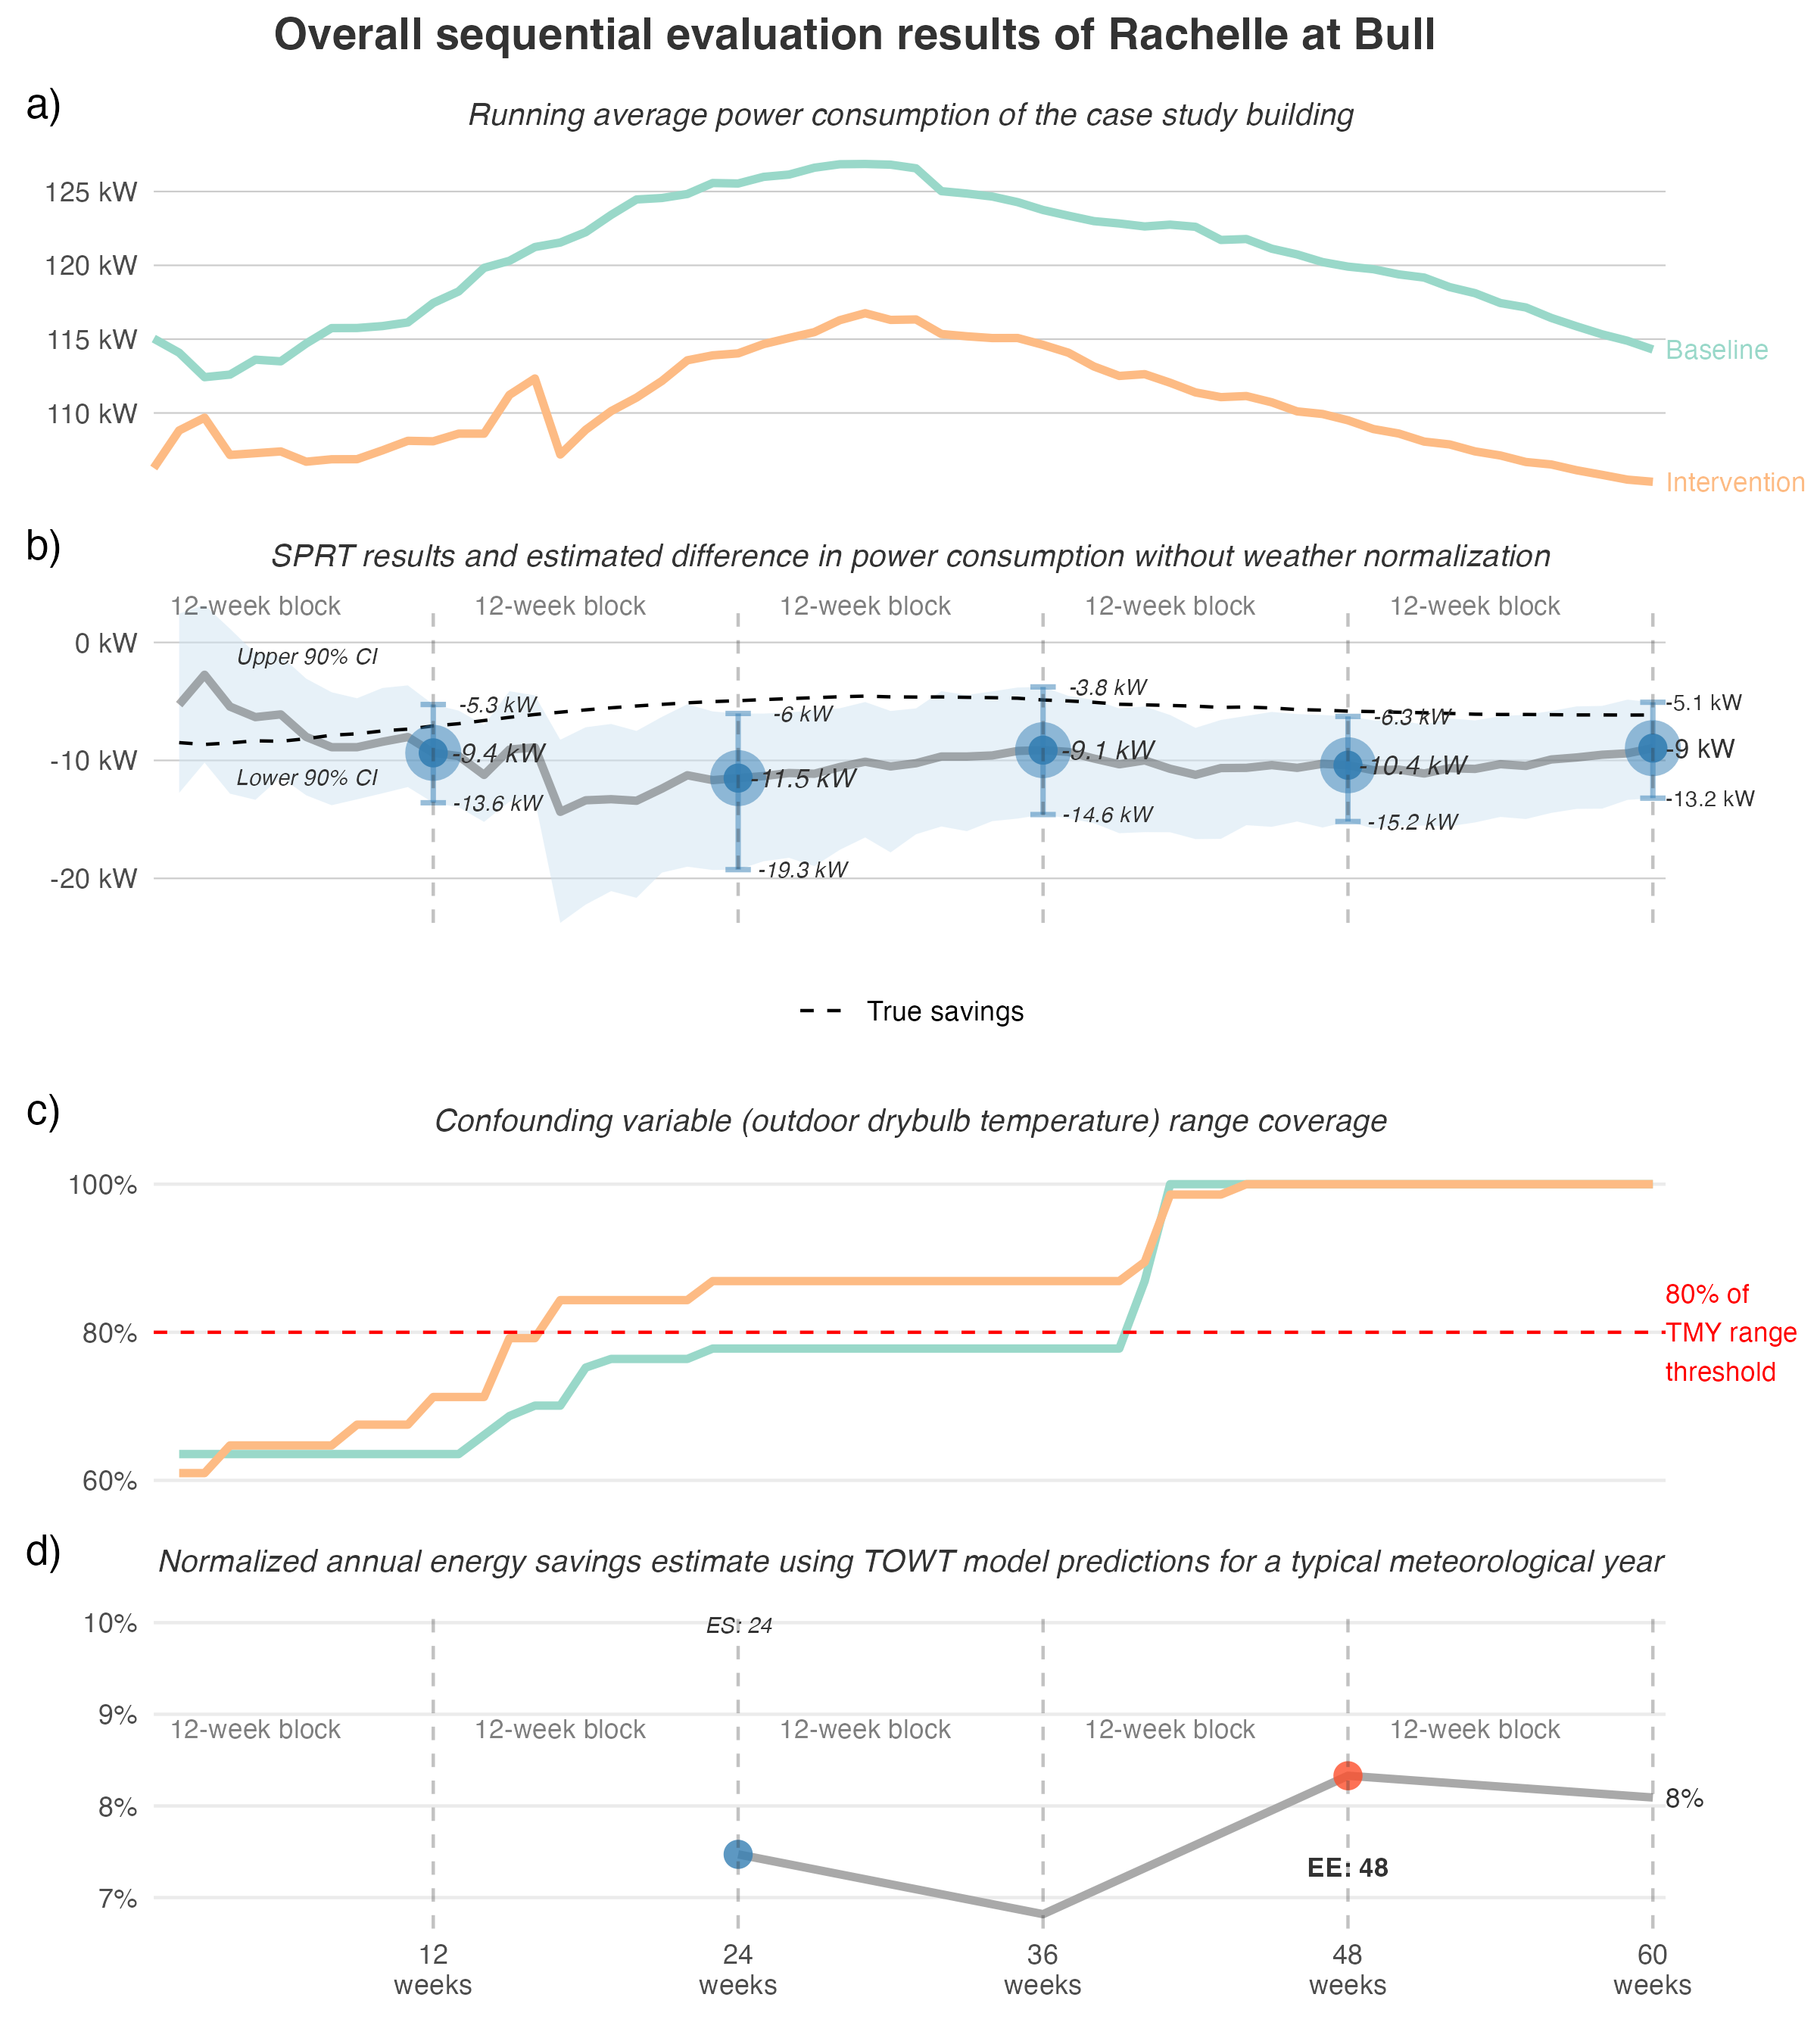 Overall sequential evaluation results of Rachelle at Bull
a)
Running average power consumption of the case study building
125 kW
120 kW
115 kW
110 kW
Baseline
Intervention
b)
SPRT results and estimated difference in power consumption without weather normalization
12-week block 12-week block 12-week block 12-week block 12-week block
0 kW
-10 kW
-20 kW
Upper 90% CI
Lower 90% CI
-5.3 kW
-9.4 kW
-13.6 kW
-6 kW
-11.5 kW
-19.3 kW
-3.8 kW
-9.1 kW
-14.6 kW
-6.3 kW
-10.4 kW
-15.2 kW
-5.1 kW
-9 kW
-13.2 kW
True savings
c)
Confounding variable (outdoor drybulb temperature) range coverage
100%
80%
60%
80% of
TMY range
threshold
d)
Normalized annual energy savings estimate using TOWT model predictions for a typical meteorological year
10%
9%
8%
7%
ES: 24
12-week block 12-week block 12-week block 12-week block 12-week block
8%
EE: 48
12 24 36 48 60
weeks weeks weeks weeks weeks